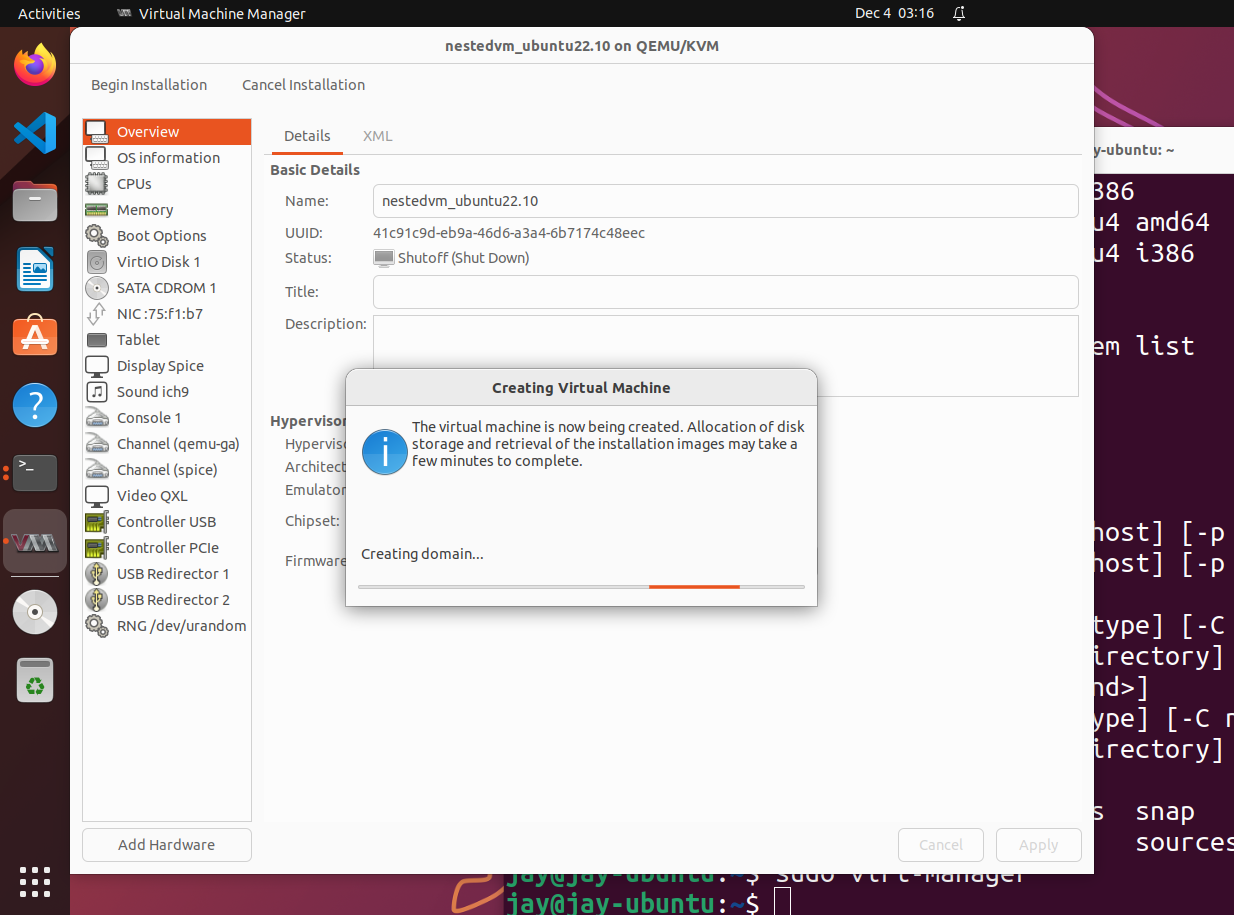 Activities
Virtual Machine Manager
Dec 4 03:16
nestedvm_ubuntu22.10 on QEMU/KVM
Begin Installation
Cancel Installation
Overview
OS information
CPUs
Memory
Boot Options
VirtIO Disk 1
SATA CDROM 1
NIC :75:f1:b7
Tablet
Display Spice
Sound ich9
Console 1
Channel (qemu-ga)
Channel (spice)
Video QXL
Controller USB
Controller PCIe
USB Redirector 1
USB Redirector 2
RNG /dev/urandom
Add Hardware
Details
XML
Basic Details
Name: nestedvm_ubuntu22.10
UUID: 41c91c9d-eb9a-46d6-a3a4-6b7174c48eec
Status: Shutoff (Shut Down)
Title:
Description:
Hypervisor
Hypervis
Architect
Emulator
Chipset:
Firmware
Creating Virtual Machine
The virtual machine is now being created. Allocation of disk
storage and retrieval of the installation images may take a
few minutes to complete.
Creating domain...
Cancel
Apply
y-ubuntu: ~
386
u4 amd64
u4 i386
em list
host] [-p
host] [-p
type] [-C
irectory]
nd>]
ype] [-C
irectory]
s snap
sources
jay@jay-ubuntu:~$ sudo virt-manager
jay@jay-ubuntu:~$